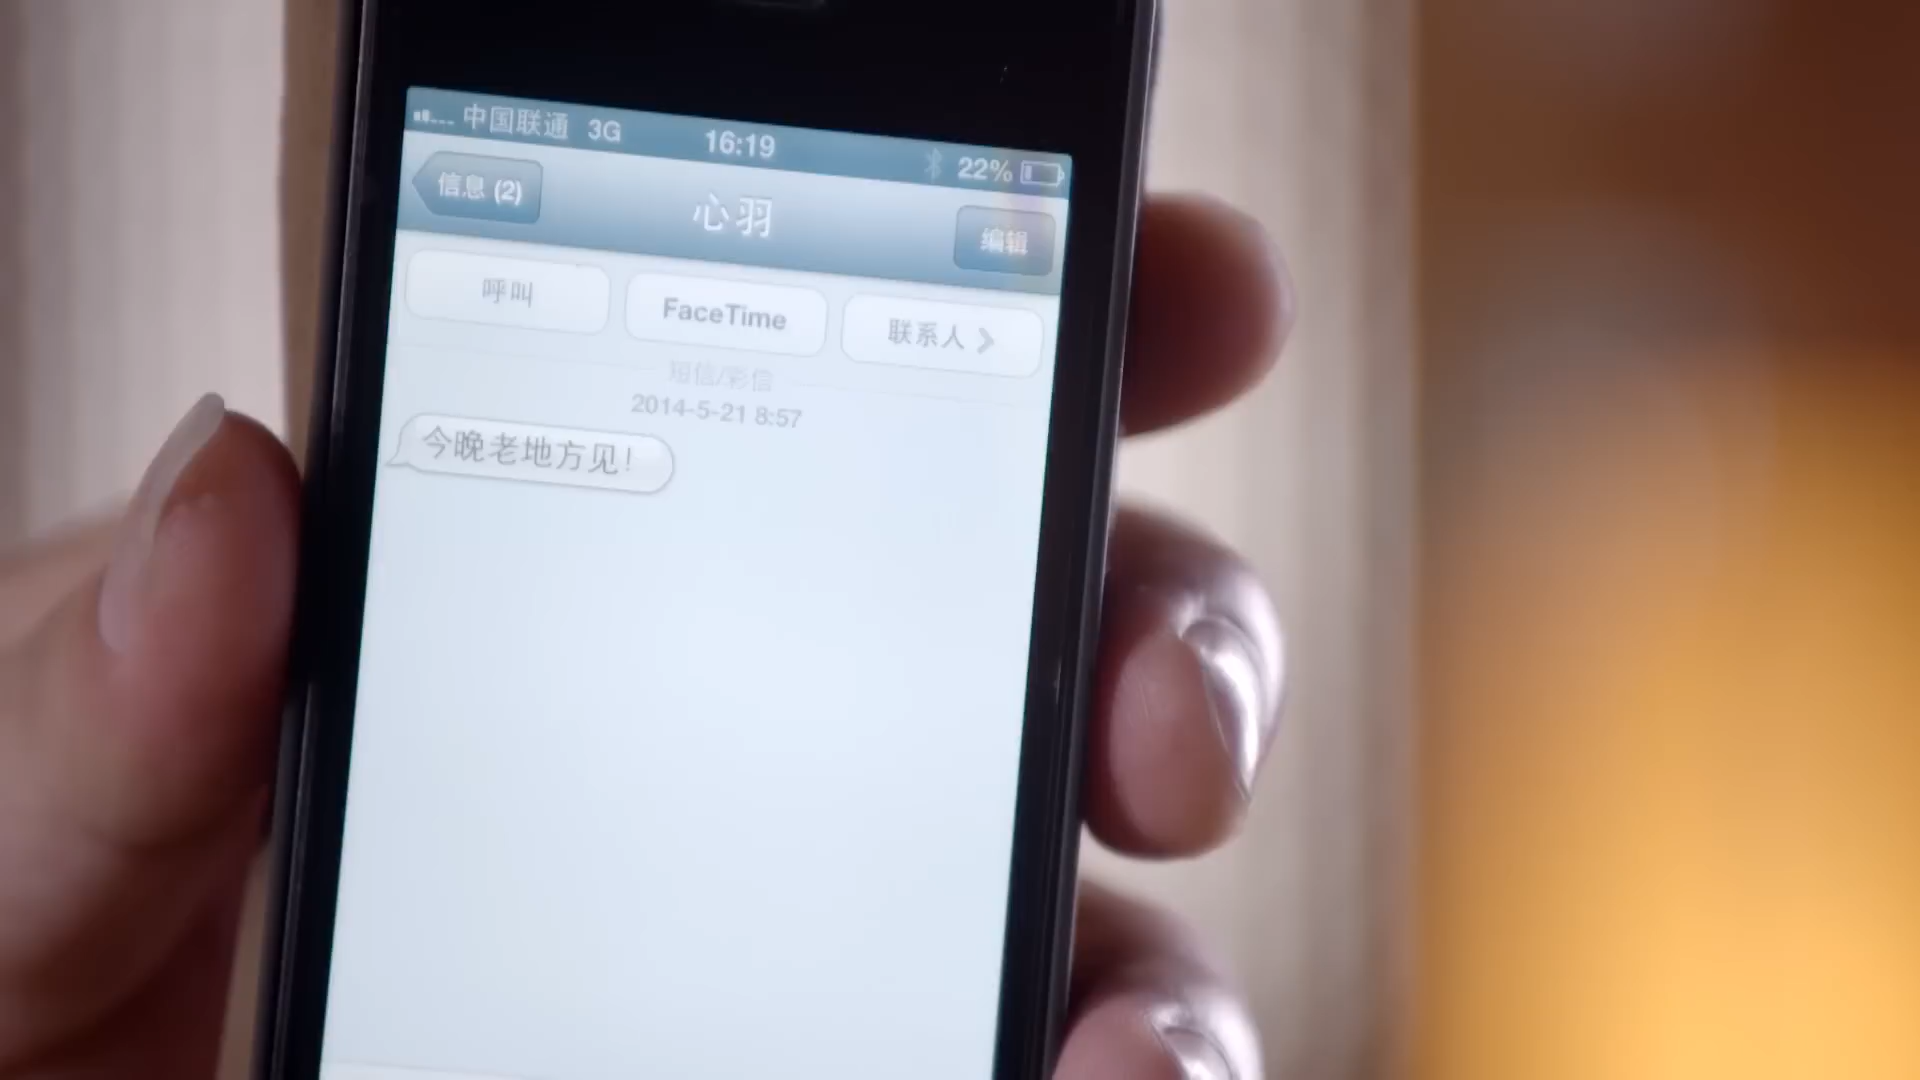 中国联通 3G 16:19 22%
信息 (2) 心羽 编辑
呼叫 FaceTime 联系人
短信/彩信
2014-5-21 8:57
今晚老地方见!